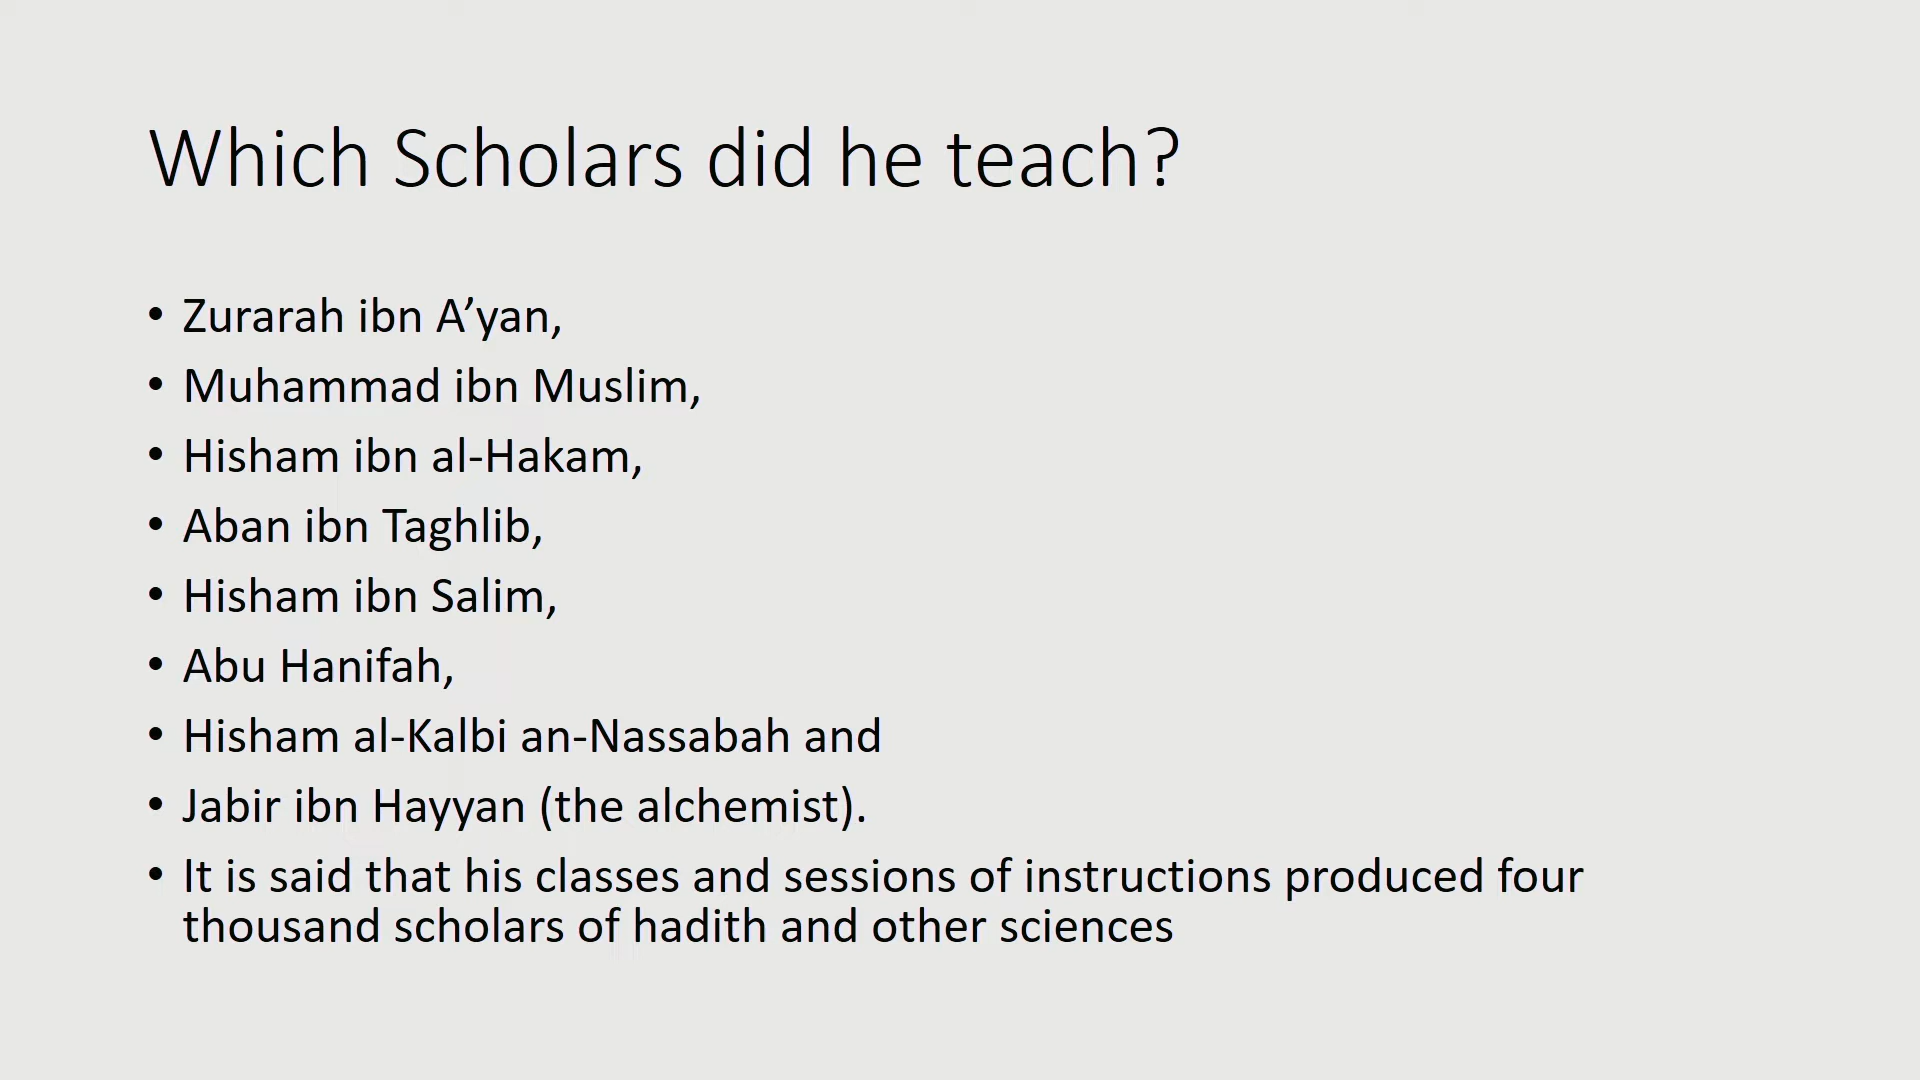 Which Scholars did he teach?
• Zurarah ibn A’yan,
• Muhammad ibn Muslim,
• Hisham ibn al-Hakam,
• Aban ibn Taghlib,
• Hisham ibn Salim,
• Abu Hanifah,
• Hisham al-Kalbi an-Nassabah and
• Jabir ibn Hayyan (the alchemist).
• It is said that his classes and sessions of instructions produced four
thousand scholars of hadith and other sciences